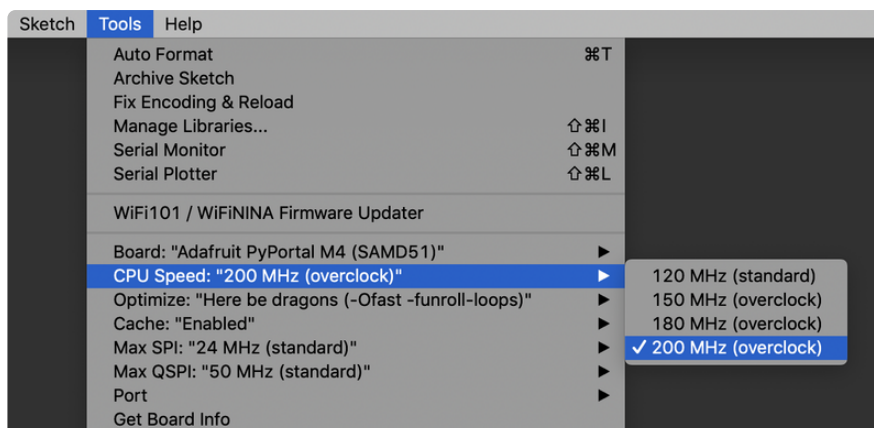 Sketch Tools Help
Auto Format ⌘T
Archive Sketch
Fix Encoding & Reload
Manage Libraries... ⇧⌘I
Serial Monitor ⇧⌘M
Serial Plotter ⇧⌘L
WiFi101 / WiFiNINA Firmware Updater
Board: "Adafruit PyPortal M4 (SAMD51)" ▶
CPU Speed: "200 MHz (overclock)" ▶
Optimize: "Here be dragons (-Ofast -funroll-loops)" ▶
Cache: "Enabled" ▶
Max SPI: "24 MHz (standard)" ▶
Max QSPI: "50 MHz (standard)" ▶
Port ▶
Get Board Info
120 MHz (standard)
150 MHz (overclock)
180 MHz (overclock)
✓ 200 MHz (overclock)